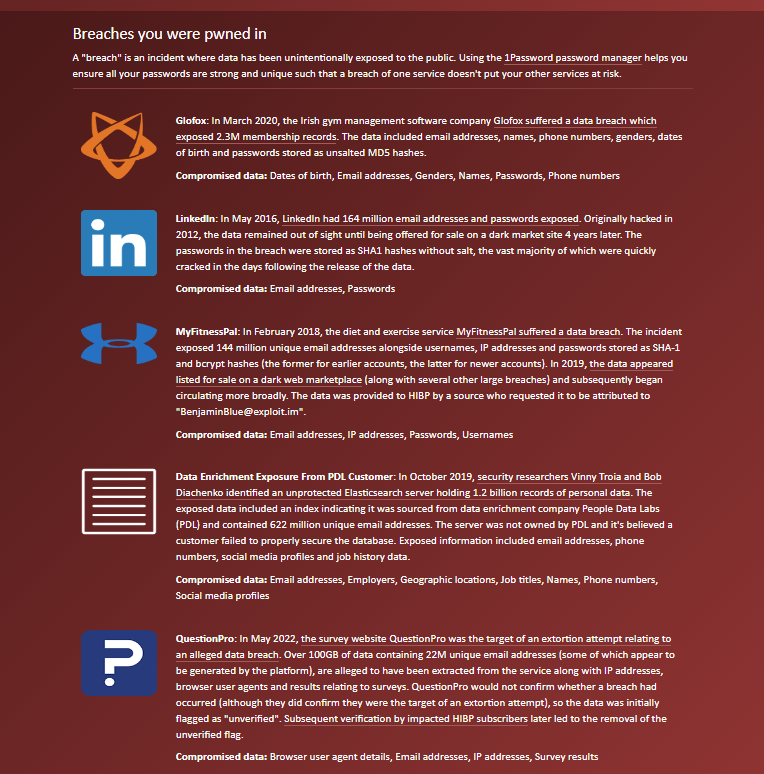 Breaches you were pwned in
A "breach" is an incident where data has been unintentionally exposed to the public. Using the 1Password password manager helps you
ensure all your passwords are strong and unique such that a breach of one service doesn't put your other services at risk.
Glofox: In March 2020, the Irish gym management software company Glofox suffered a data breach which
exposed 2.3M membership records. The data included email addresses, names, phone numbers, genders, dates
of birth and passwords stored as unsalted MD5 hashes.
Compromised data: Dates of birth, Email addresses, Genders, Names, Passwords, Phone numbers
in
LinkedIn: In May 2016, LinkedIn had 164 million email addresses and passwords exposed. Originally hacked in
2012, the data remained out of sight until being offered for sale on a dark market site 4 years later. The
passwords in the breach were stored as SHA1 hashes without salt, the vast majority of which were quickly
cracked in the days following the release of the data.
Compromised data: Email addresses, Passwords
MyFitnessPal: In February 2018, the diet and exercise service MyFitnessPal suffered a data breach. The incident
exposed 144 million unique email addresses alongside usernames, IP addresses and passwords stored as SHA-1
and bcrypt hashes (the former for earlier accounts, the latter for newer accounts). In 2019, the data appeared
listed for sale on a dark web marketplace (along with several other large breaches) and subsequently began
circulating more broadly. The data was provided to HIBP by a source who requested it to be attributed to
"BenjaminBlue@exploit.im".
Compromised data: Email addresses, IP addresses, Passwords, Usernames
Data Enrichment Exposure From PDL Customer: In October 2019, security researchers Vinny Troia and Bob
Diachenko identified an unprotected Elasticsearch server holding 1.2 billion records of personal data. The
exposed data included an index indicating it was sourced from data enrichment company People Data Labs
(PDL) and contained 622 million unique email addresses. The server was not owned by PDL and it's believed a
customer failed to properly secure the database. Exposed information included email addresses, phone
numbers, social media profiles and job history data.
Compromised data: Email addresses, Employers, Geographic locations, Job titles, Names, Phone numbers,
Social media profiles
QuestionPro: In May 2022, the survey website QuestionPro was the target of an extortion attempt relating to
an alleged data breach. Over 100GB of data containing 22M unique email addresses (some of which appear to
be generated by the platform), are alleged to have been extracted from the service along with IP addresses,
browser user agents and results relating to surveys. QuestionPro would not confirm whether a breach had
occurred (although they did confirm they were the target of an extortion attempt), so the data was initially
flagged as "unverified". Subsequent verification by impacted HIBP subscribers later led to the removal of the
unverified flag.
Compromised data: Browser user agent details, Email addresses, IP addresses, Survey results